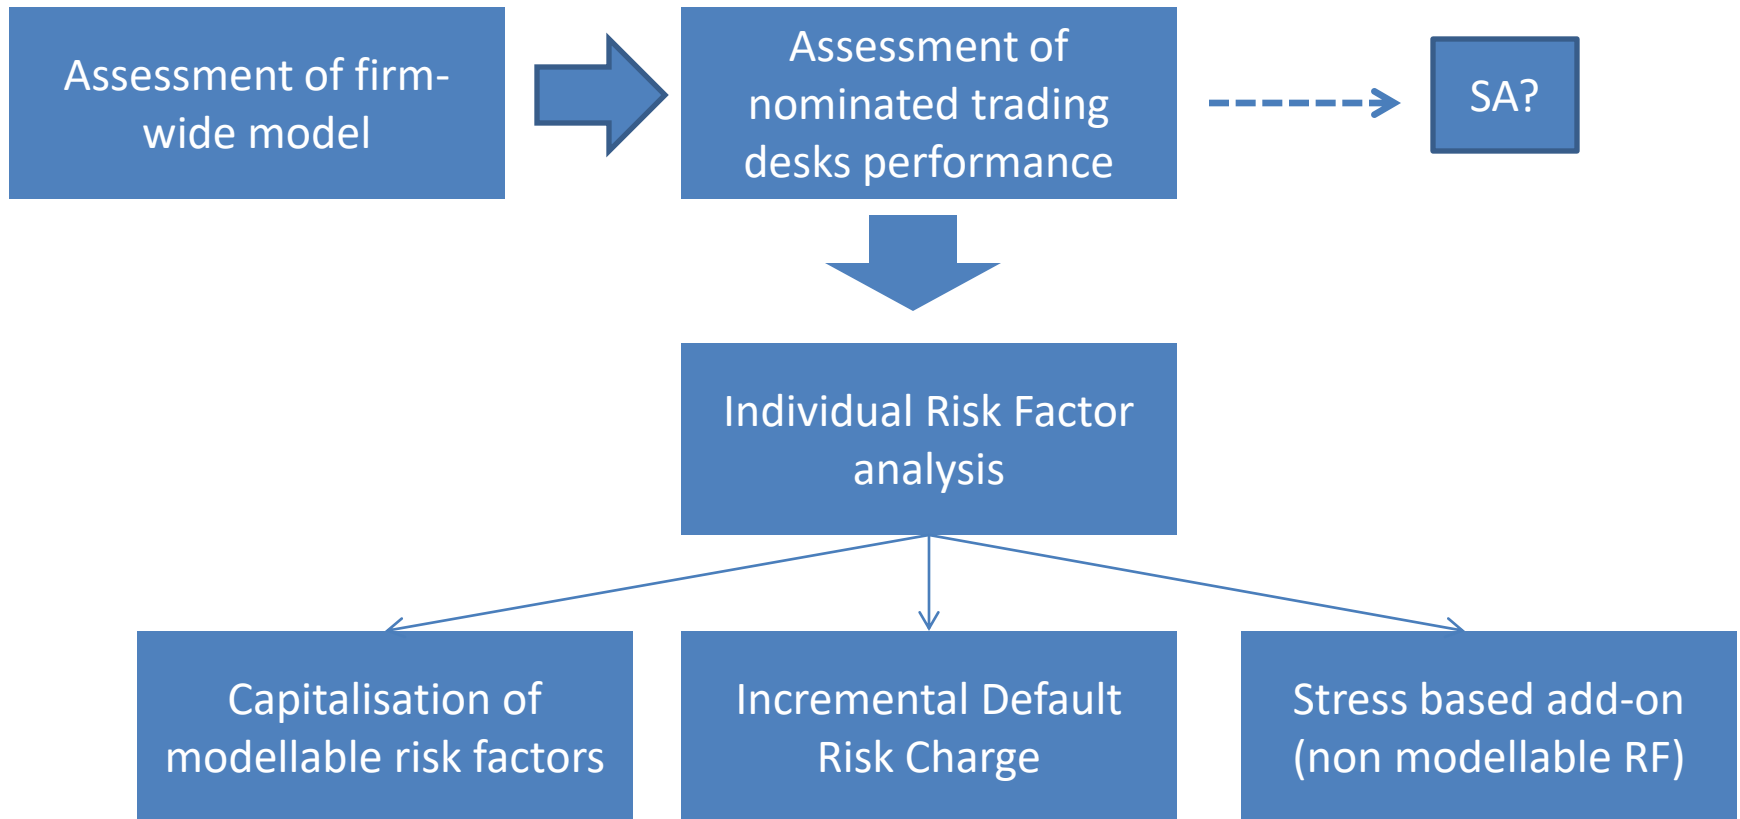 Assessment of firm-
wide model
Assessment of
nominated trading
desks performance
SA?
Individual Risk Factor
analysis
Capitalisation of
modellable risk factors
Incremental Default
Risk Charge
Stress based add-on
(non modellable RF)